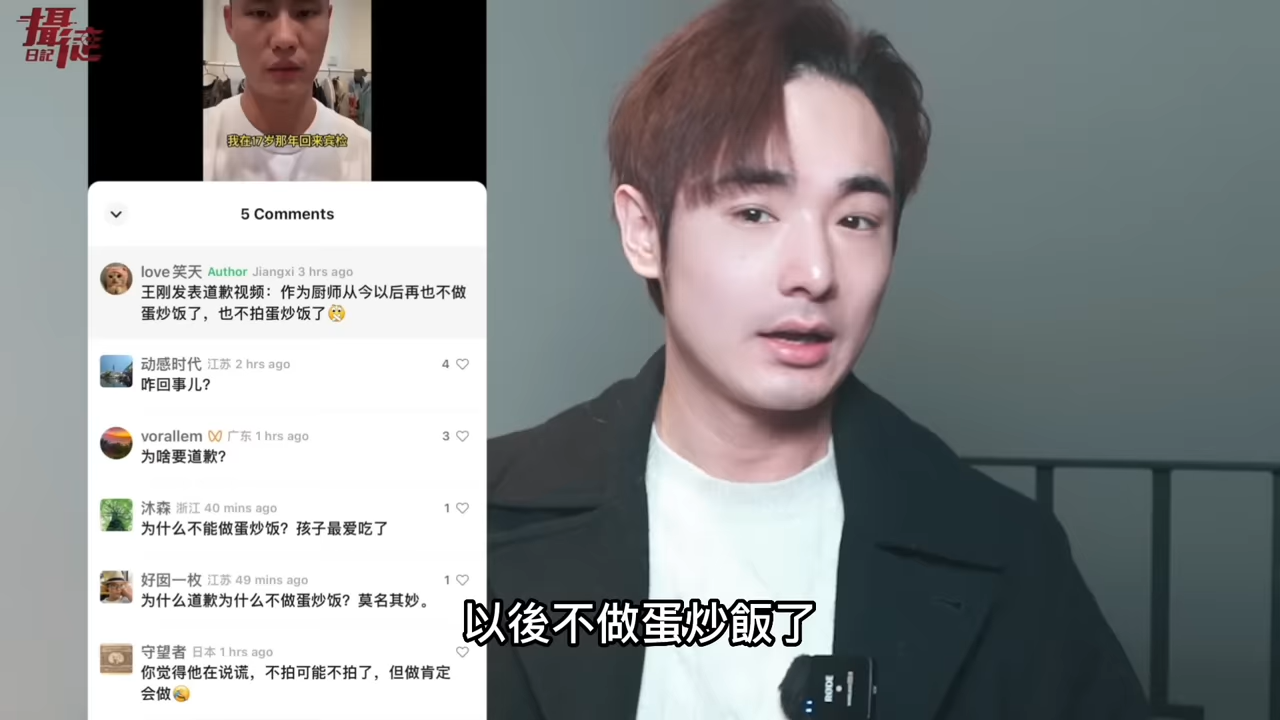 攝徒
日記
我在17岁那年回来宾检
5 Comments
love笑天 Author Jiangxi 3 hrs ago
王刚发表道歉视频：作为厨师从今以后再也不做
蛋炒饭了，也不拍蛋炒饭了
动感时代 江苏 2 hrs ago
4
咋回事儿？
vorallem 广东 1 hrs ago
3
为啥要道歉？
沐森 浙江 40 mins ago
1
为什么不能做蛋炒饭？孩子最爱吃了
好囡一枚 江苏 49 mins ago
1
为什么道歉为什么不做蛋炒饭？莫名其妙。
守望者 日本 1 hrs ago
你觉得他在说谎，不拍可能不拍了，但做肯定
会做
以後不做蛋炒飯了
RØDE